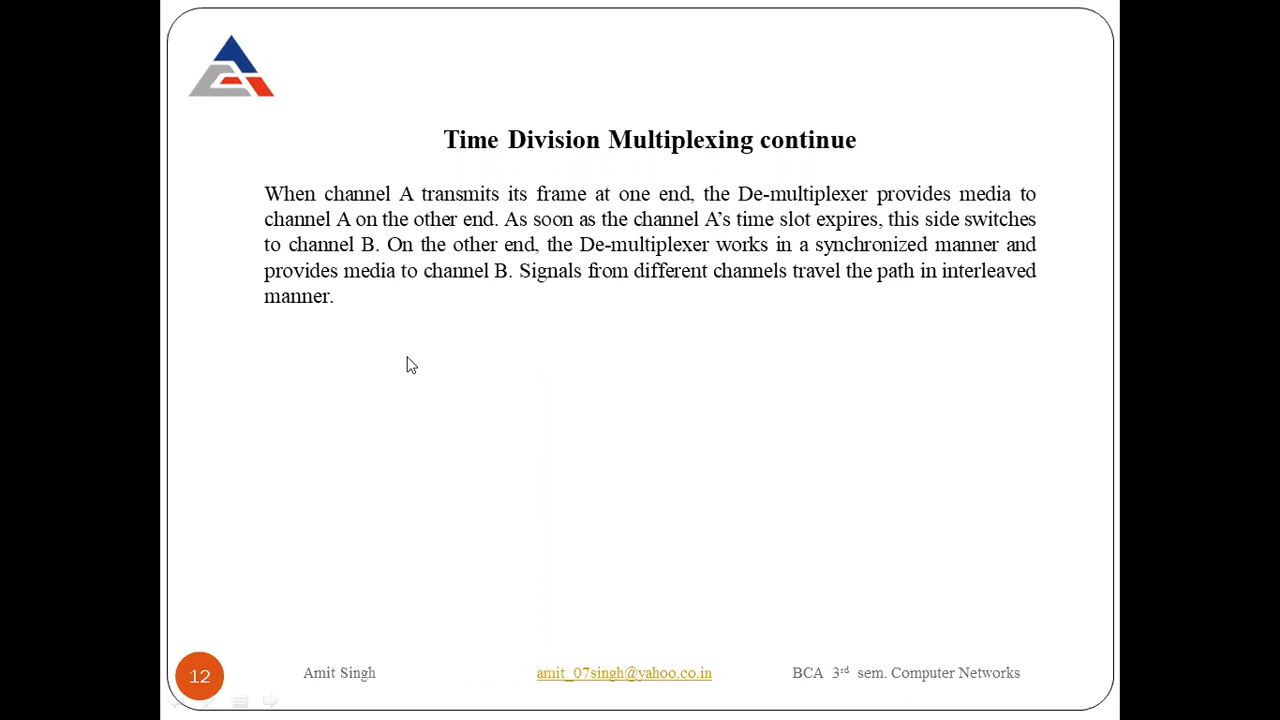 Time Division Multiplexing continue
When channel A transmits its frame at one end, the De-multiplexer provides media to
channel A on the other end. As soon as the channel A’s time slot expires, this side switches
to channel B. On the other end, the De-multiplexer works in a synchronized manner and
provides media to channel B. Signals from different channels travel the path in interleaved
manner.
12
Amit Singh
amit_07singh@yahoo.co.in
BCA 3rd sem. Computer Networks